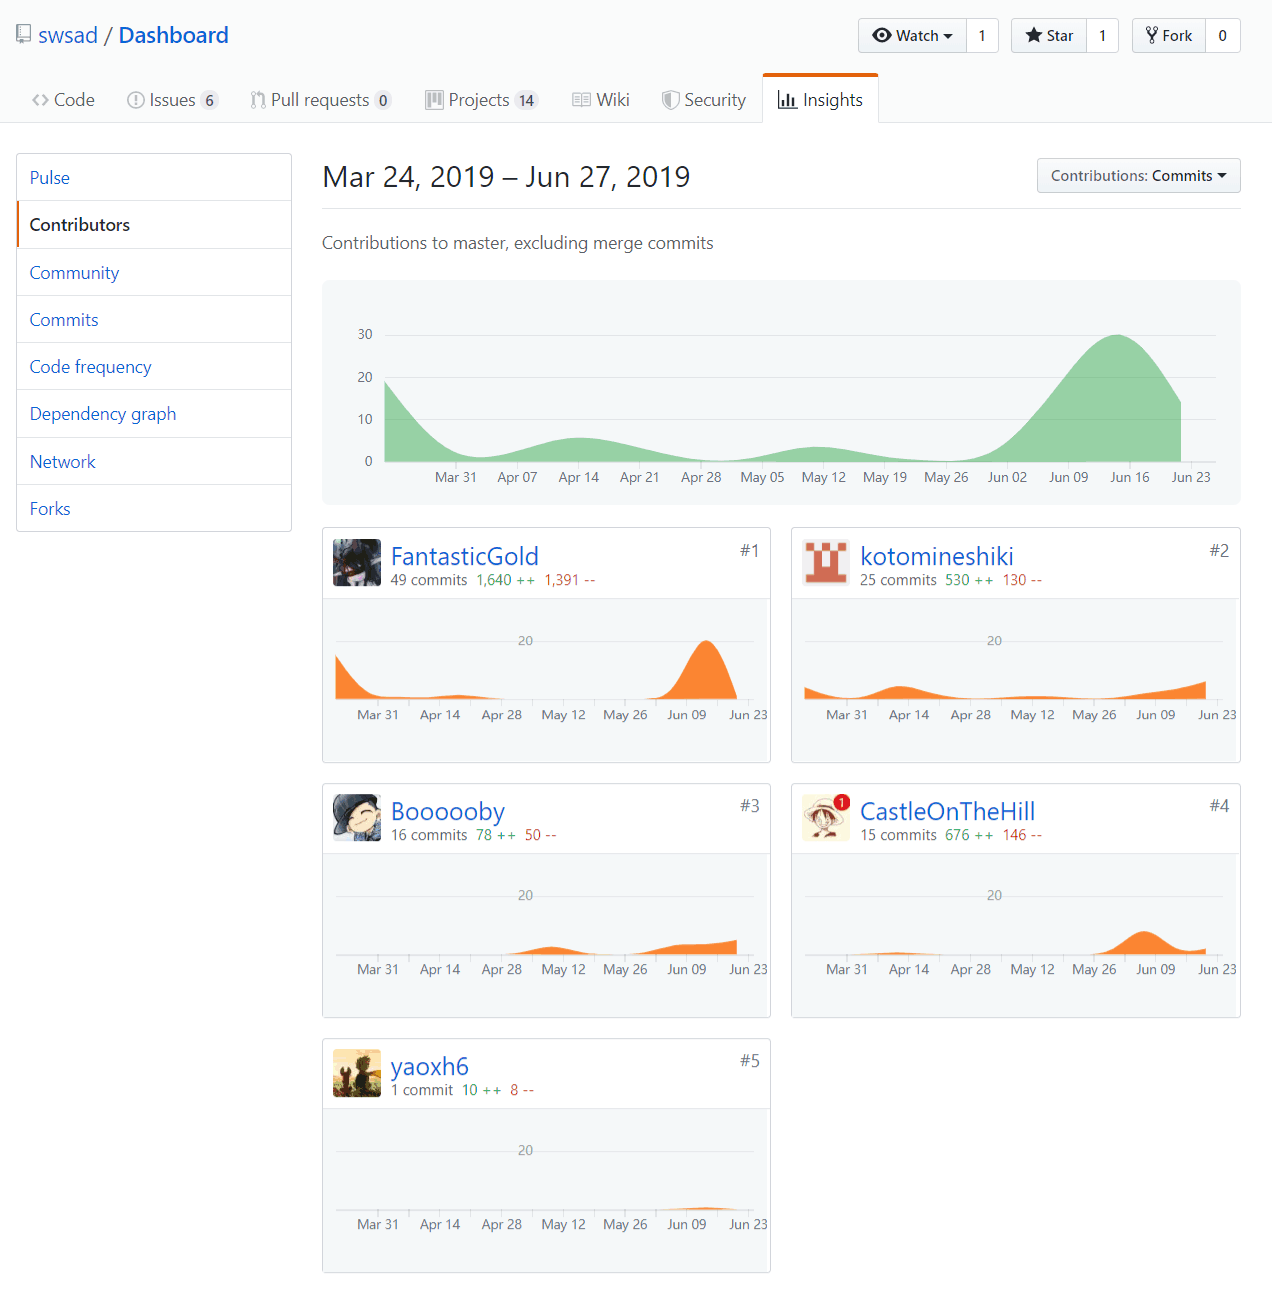 swsad / Dashboard
Watch 1 Star 1 Fork 0
Code Issues 6 Pull requests 0 Projects 14 Wiki Security Insights
Pulse
Contributors
Community
Commits
Code frequency
Dependency graph
Network
Forks
Mar 24, 2019 – Jun 27, 2019
Contributions: Commits
Contributions to master, excluding merge commits
30
20
10
0
Mar 31 Apr 07 Apr 14 Apr 21 Apr 28 May 05 May 12 May 19 May 26 Jun 02 Jun 09 Jun 16 Jun 23
FantasticGold #1
49 commits 1,640 ++ 1,391 --
20
Mar 31 Apr 14 Apr 28 May 12 May 26 Jun 09 Jun 23
kotomineshiki #2
25 commits 530 ++ 130 --
20
Mar 31 Apr 14 Apr 28 May 12 May 26 Jun 09 Jun 23
Boooooby #3
16 commits 78 ++ 50 --
20
Mar 31 Apr 14 Apr 28 May 12 May 26 Jun 09 Jun 23
1
CastleOnTheHill #4
15 commits 676 ++ 146 --
20
Mar 31 Apr 14 Apr 28 May 12 May 26 Jun 09 Jun 23
yaoxh6 #5
1 commit 10 ++ 8 --
20
Mar 31 Apr 14 Apr 28 May 12 May 26 Jun 09 Jun 23